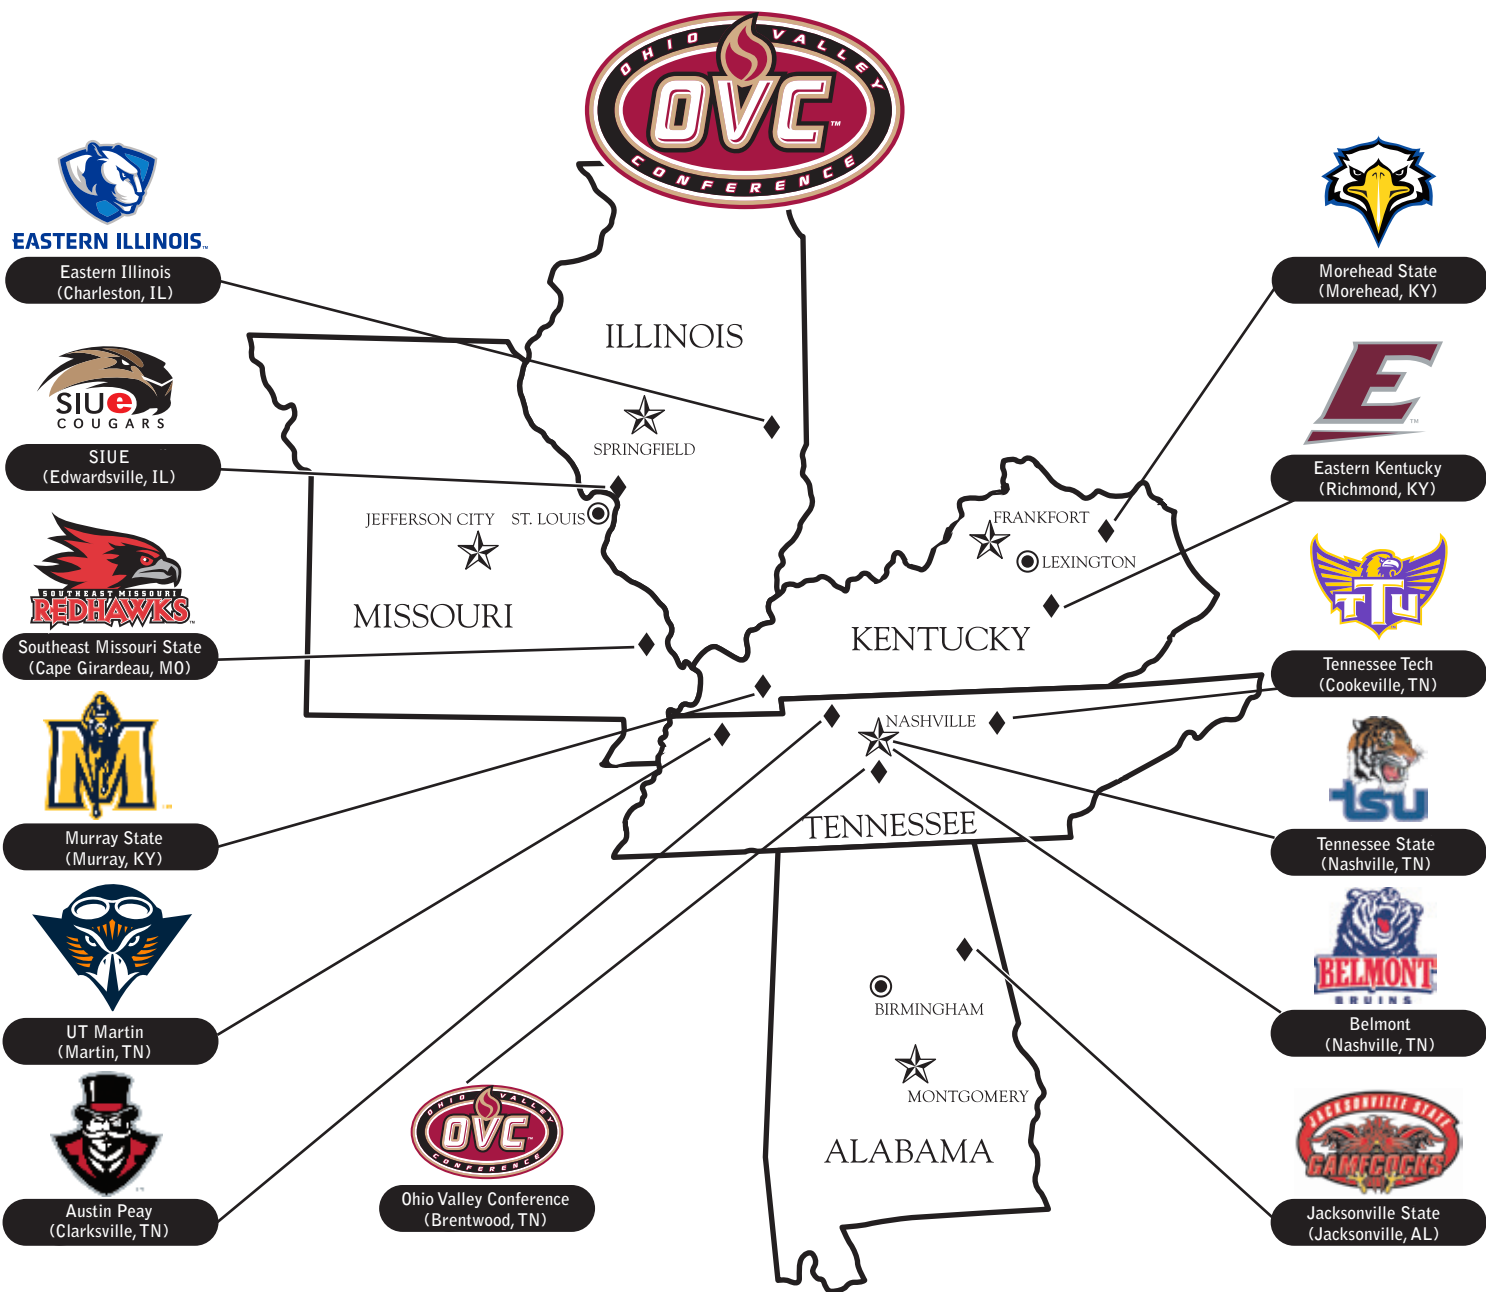 OHIO VALLEY
OVC™
CONFERENCE
EASTERN ILLINOIS
Eastern Illinois
(Charleston, IL)
SIUe
COUGARS
SIUE
(Edwardsville, IL)
SOUTHEAST MISSOURI
REDHAWKS
Southeast Missouri State
(Cape Girardeau, MO)
M
Murray State
(Murray, KY)
UT Martin
(Martin, TN)
Austin Peay
(Clarksville, TN)
ILLINOIS
SPRINGFIELD
JEFFERSON CITY
ST. LOUIS
MISSOURI
FRANKFORT
LEXINGTON
KENTUCKY
NASHVILLE
TENNESSEE
BIRMINGHAM
MONTGOMERY
ALABAMA
OHIO VALLEY
OVC
CONFERENCE
Ohio Valley Conference
(Brentwood, TN)
Morehead State
(Morehead, KY)
E™
Eastern Kentucky
(Richmond, KY)
TTU
Tennessee Tech
(Cookeville, TN)
tsu
Tennessee State
(Nashville, TN)
BELMONT
BRUINS
Belmont
(Nashville, TN)
JACKSONVILLE STATE
GAMECOCKS
Jacksonville State
(Jacksonville, AL)